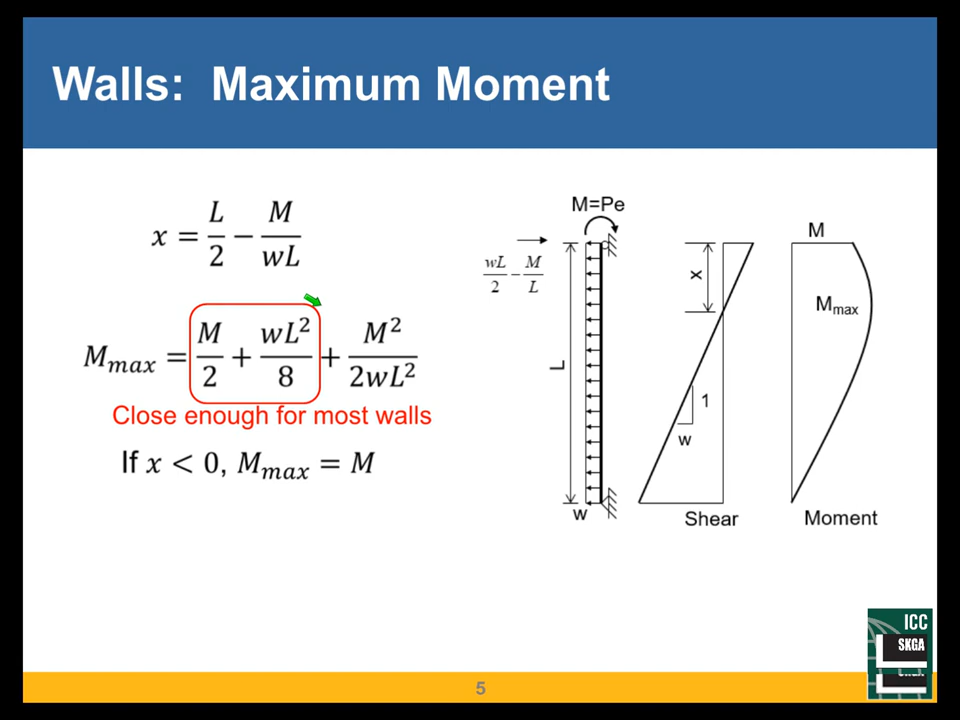 Walls: Maximum Moment
x = L/2 − M/(wL)
M_max = M/2 + wL²/8 + M²/(2wL²)
Close enough for most walls
If x < 0, M_max = M
M=Pe
wL/2 − M/L
L
w
x
1
w
Shear
M
M_max
Moment
ICC
SKGA
5